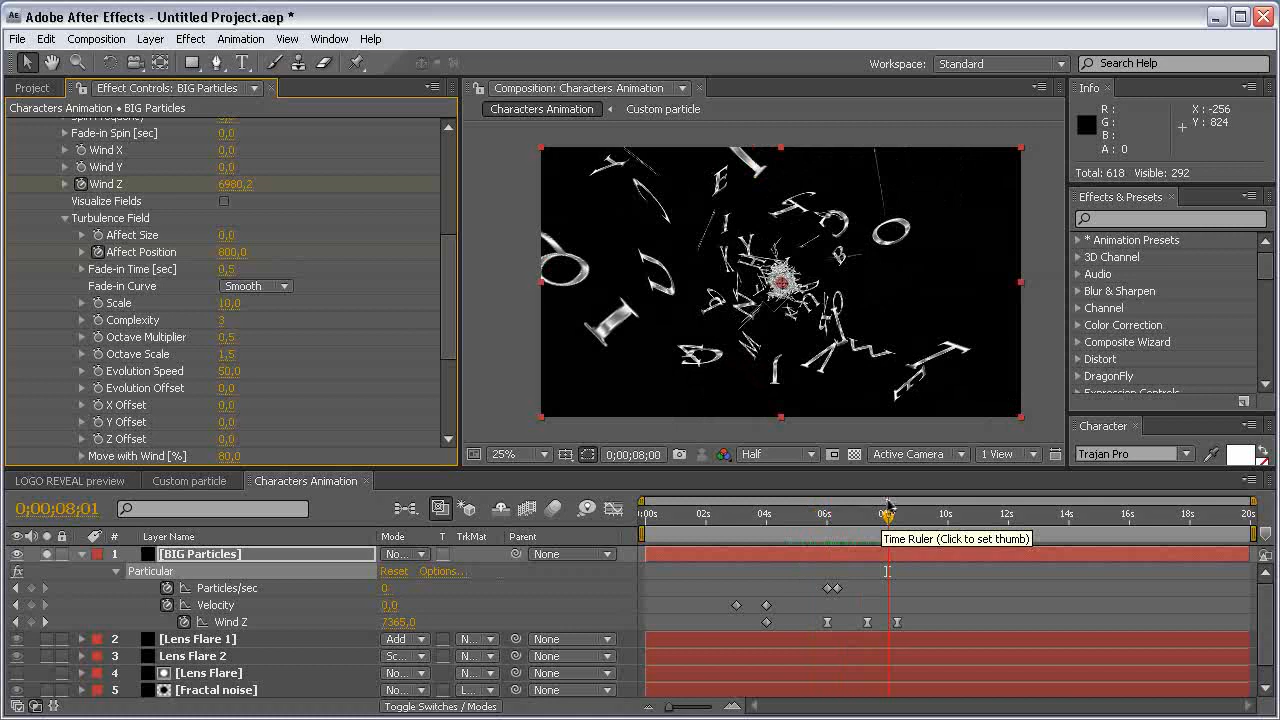 Adobe After Effects - Untitled Project.aep *
File Edit Composition Layer Effect Animation View Window Help
Workspace: Standard Search Help
Project Effect Controls: BIG Particles Composition: Characters Animation Info
Characters Animation • BIG Particles
Characters Animation Custom particle
Spin Frequency 0,0
Fade-in Spin [sec] 0,0
Wind X 0,0
Wind Y 0,0
Wind Z 6980,2
Visualize Fields
Turbulence Field
Affect Size 0,0
Affect Position 800,0
Fade-in Time [sec] 0,5
Fade-in Curve Smooth
Scale 10,0
Complexity 3
Octave Multiplier 0,5
Octave Scale 1,5
Evolution Speed 50,0
Evolution Offset 0,0
X Offset 0,0
Y Offset 0,0
Z Offset 0,0
Move with Wind [%] 80,0
25% 0;00;08;00 Half Active Camera 1 View
R :
G :
B :
A : 0
X : -256
Y : 824
Total: 618 Visible: 292
Effects & Presets
* Animation Presets
3D Channel
Audio
Blur & Sharpen
Channel
Color Correction
Composite Wizard
Distort
DragonFly
Expression Controls
Character
Trajan Pro
LOGO REVEAL preview Custom particle Characters Animation
0;00;08;01
:00s 02s 04s 06s 20s
# Layer Name Mode T TrkMat Parent
Time Ruler (Click to set thumb)
1 [BIG Particles] No... None
fx Particular Reset Options...
Particles/sec 0
Velocity 0,0
Wind Z 7365,0
2 [Lens Flare 1] Add N... None
3 Lens Flare 2 Sc... N... None
4 [Lens Flare] No... N... None
5 [Fractal noise] No... L... None
Toggle Switches / Modes